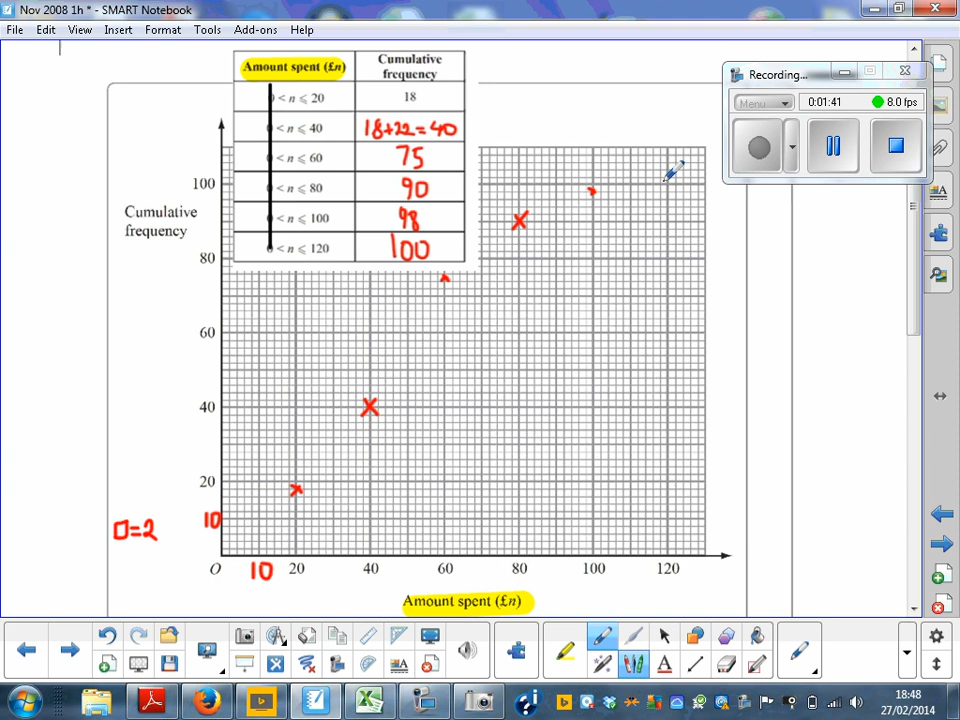 Nov 2008 1h * - SMART Notebook
File Edit View Insert Format Tools Add-ons Help
Amount spent (£n) Cumulative frequency
< n ⩽ 20 18
< n ⩽ 40 18+22=40
< n ⩽ 60 75
< n ⩽ 80 90
< n ⩽ 100 98
< n ⩽ 120 100
Recording...
Menu 0:01:41 8.0 fps
100
Cumulative
frequency
80
60
40
20
10
□=2
O 10 20 40 60 80 100 120
Amount spent (£n)
18:48
27/02/2014